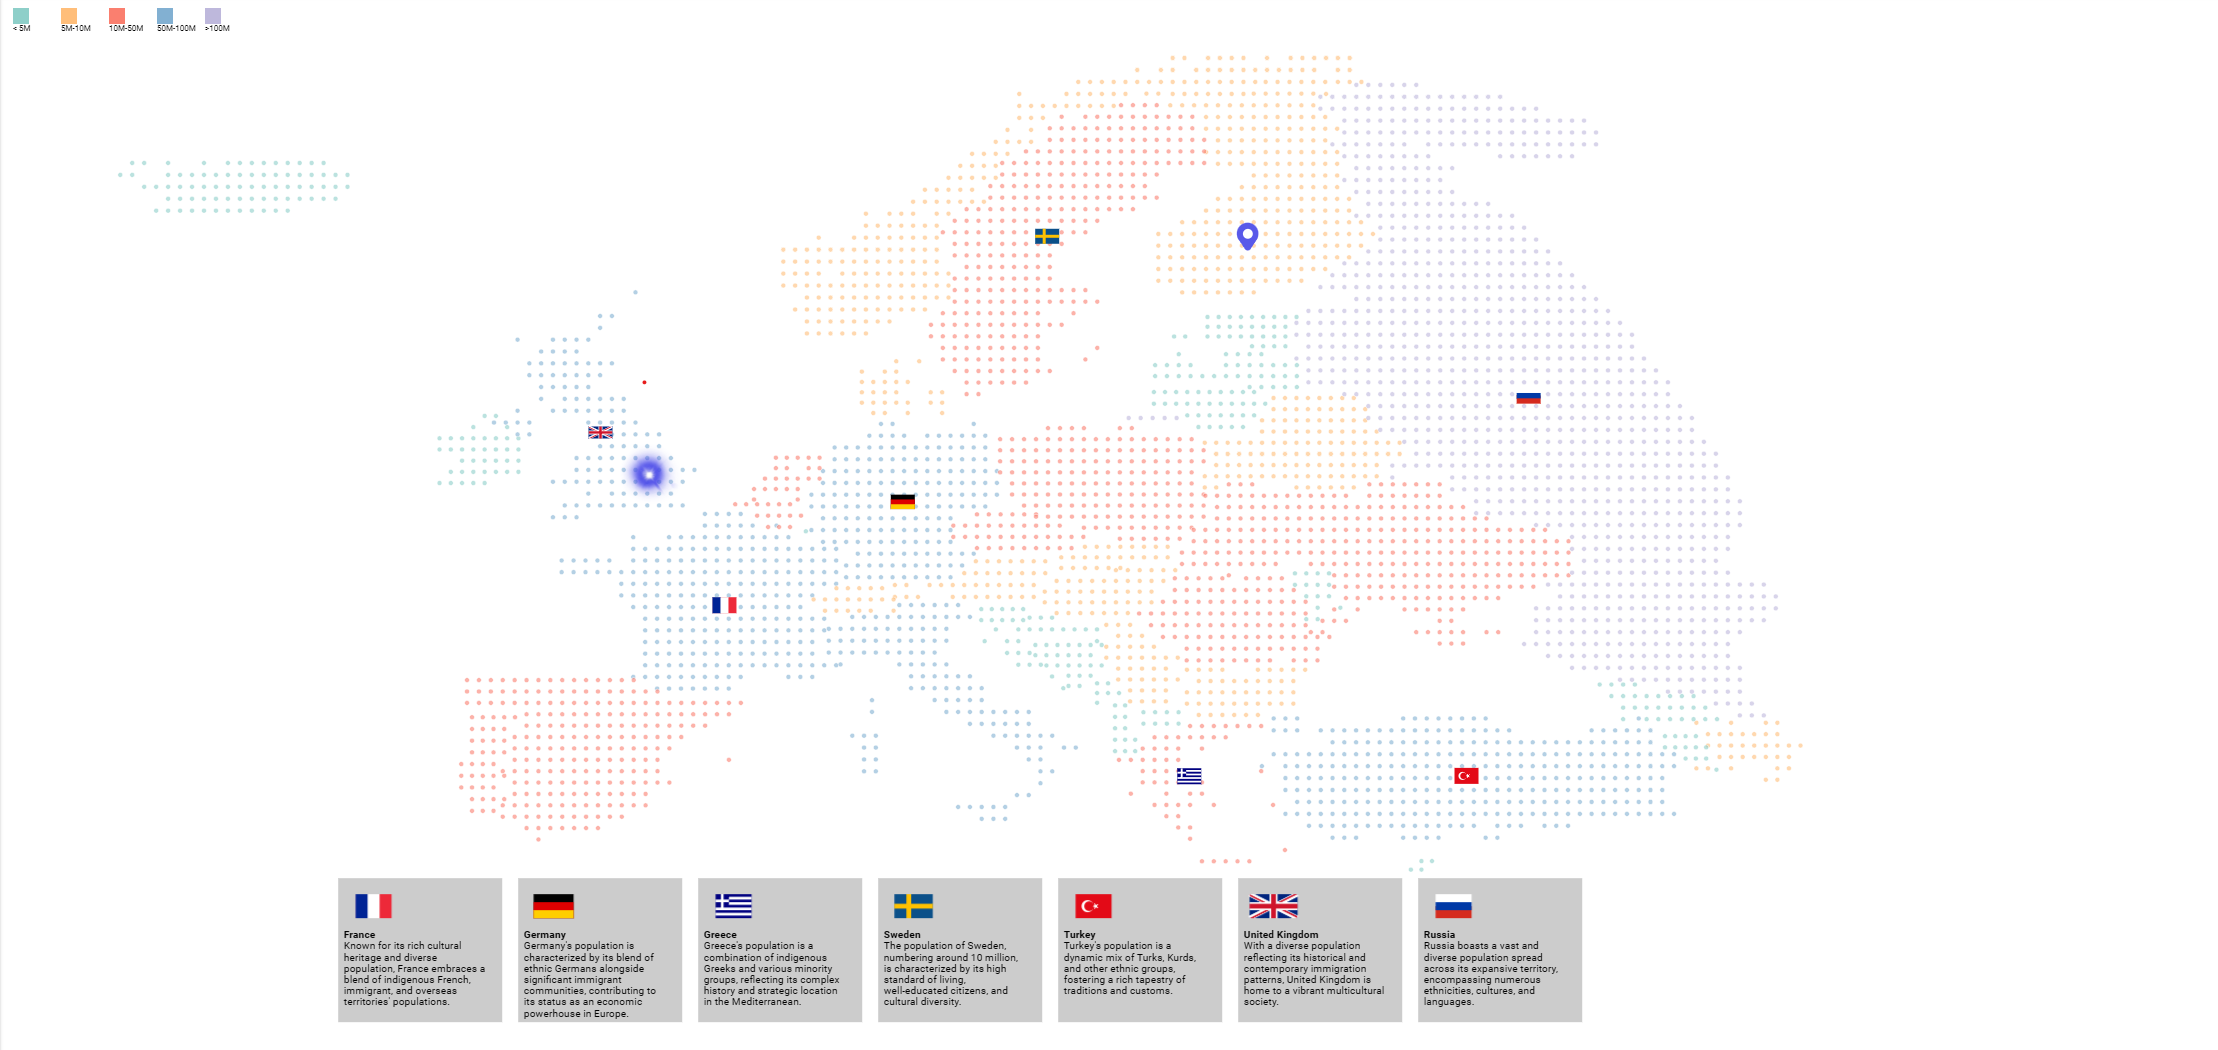 < 5M
5M-10M
10M-50M
50M-100M
>100M
France
Known for its rich cultural
heritage and diverse
population, France embraces a
blend of indigenous French,
immigrant, and overseas
territories' populations.
Germany
Germany's population is
characterized by its blend of
ethnic Germans alongside
significant immigrant
communities, contributing to
its status as an economic
powerhouse in Europe.
Greece
Greece's population is a
combination of indigenous
Greeks and various minority
groups, reflecting its complex
history and strategic location
in the Mediterranean.
Sweden
The population of Sweden,
numbering around 10 million,
is characterized by its high
standard of living,
well-educated citizens, and
cultural diversity.
Turkey
Turkey's population is a
dynamic mix of Turks, Kurds,
and other ethnic groups,
fostering a rich tapestry of
traditions and customs.
United Kingdom
With a diverse population
reflecting its historical and
contemporary immigration
patterns, United Kingdom is
home to a vibrant multicultural
society.
Russia
Russia boasts a vast and
diverse population spread
across its expansive territory,
encompassing numerous
ethnicities, cultures, and
languages.